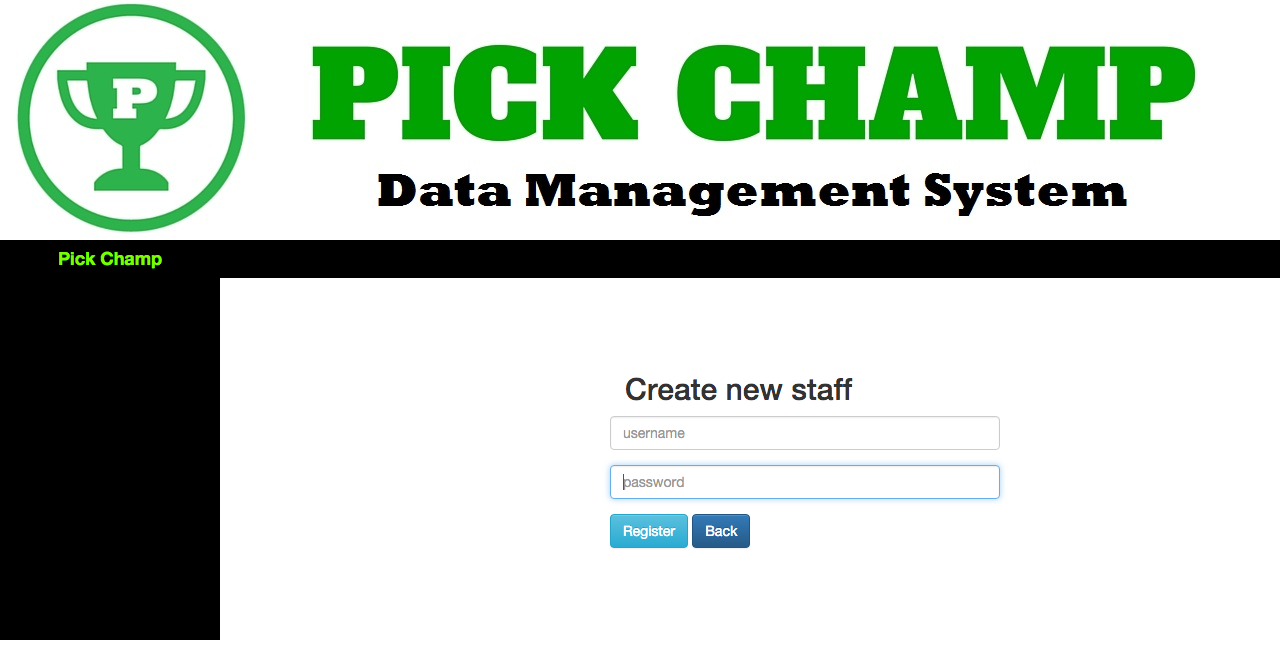 P
PICK CHAMP
Data Management System
Pick Champ
Create new staff
username
password
Register Back